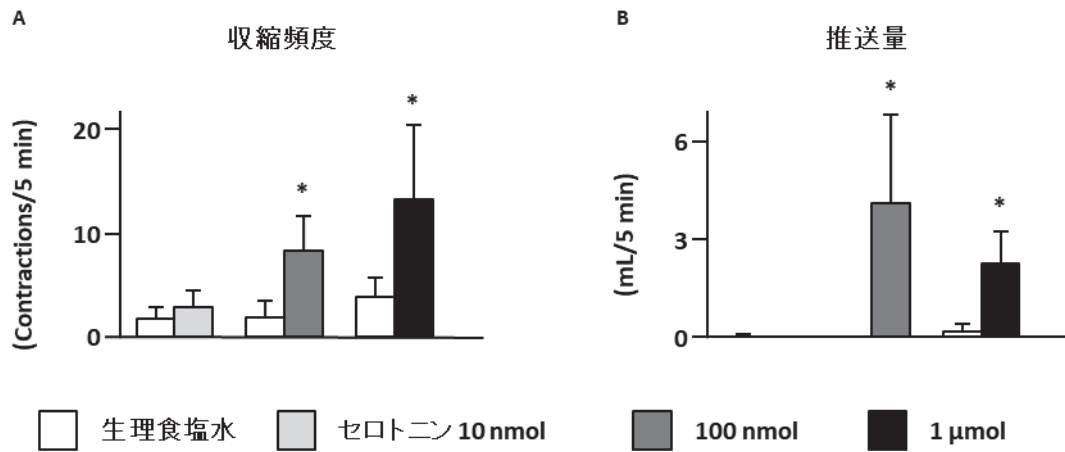 A
収縮頻度
(Contractions/5 min)
20
10
0
*
*
B
推送量
(mL/5 min)
6
3
0
*
*
生理食塩水
セロトニン 10 nmol
100 nmol
1 μmol